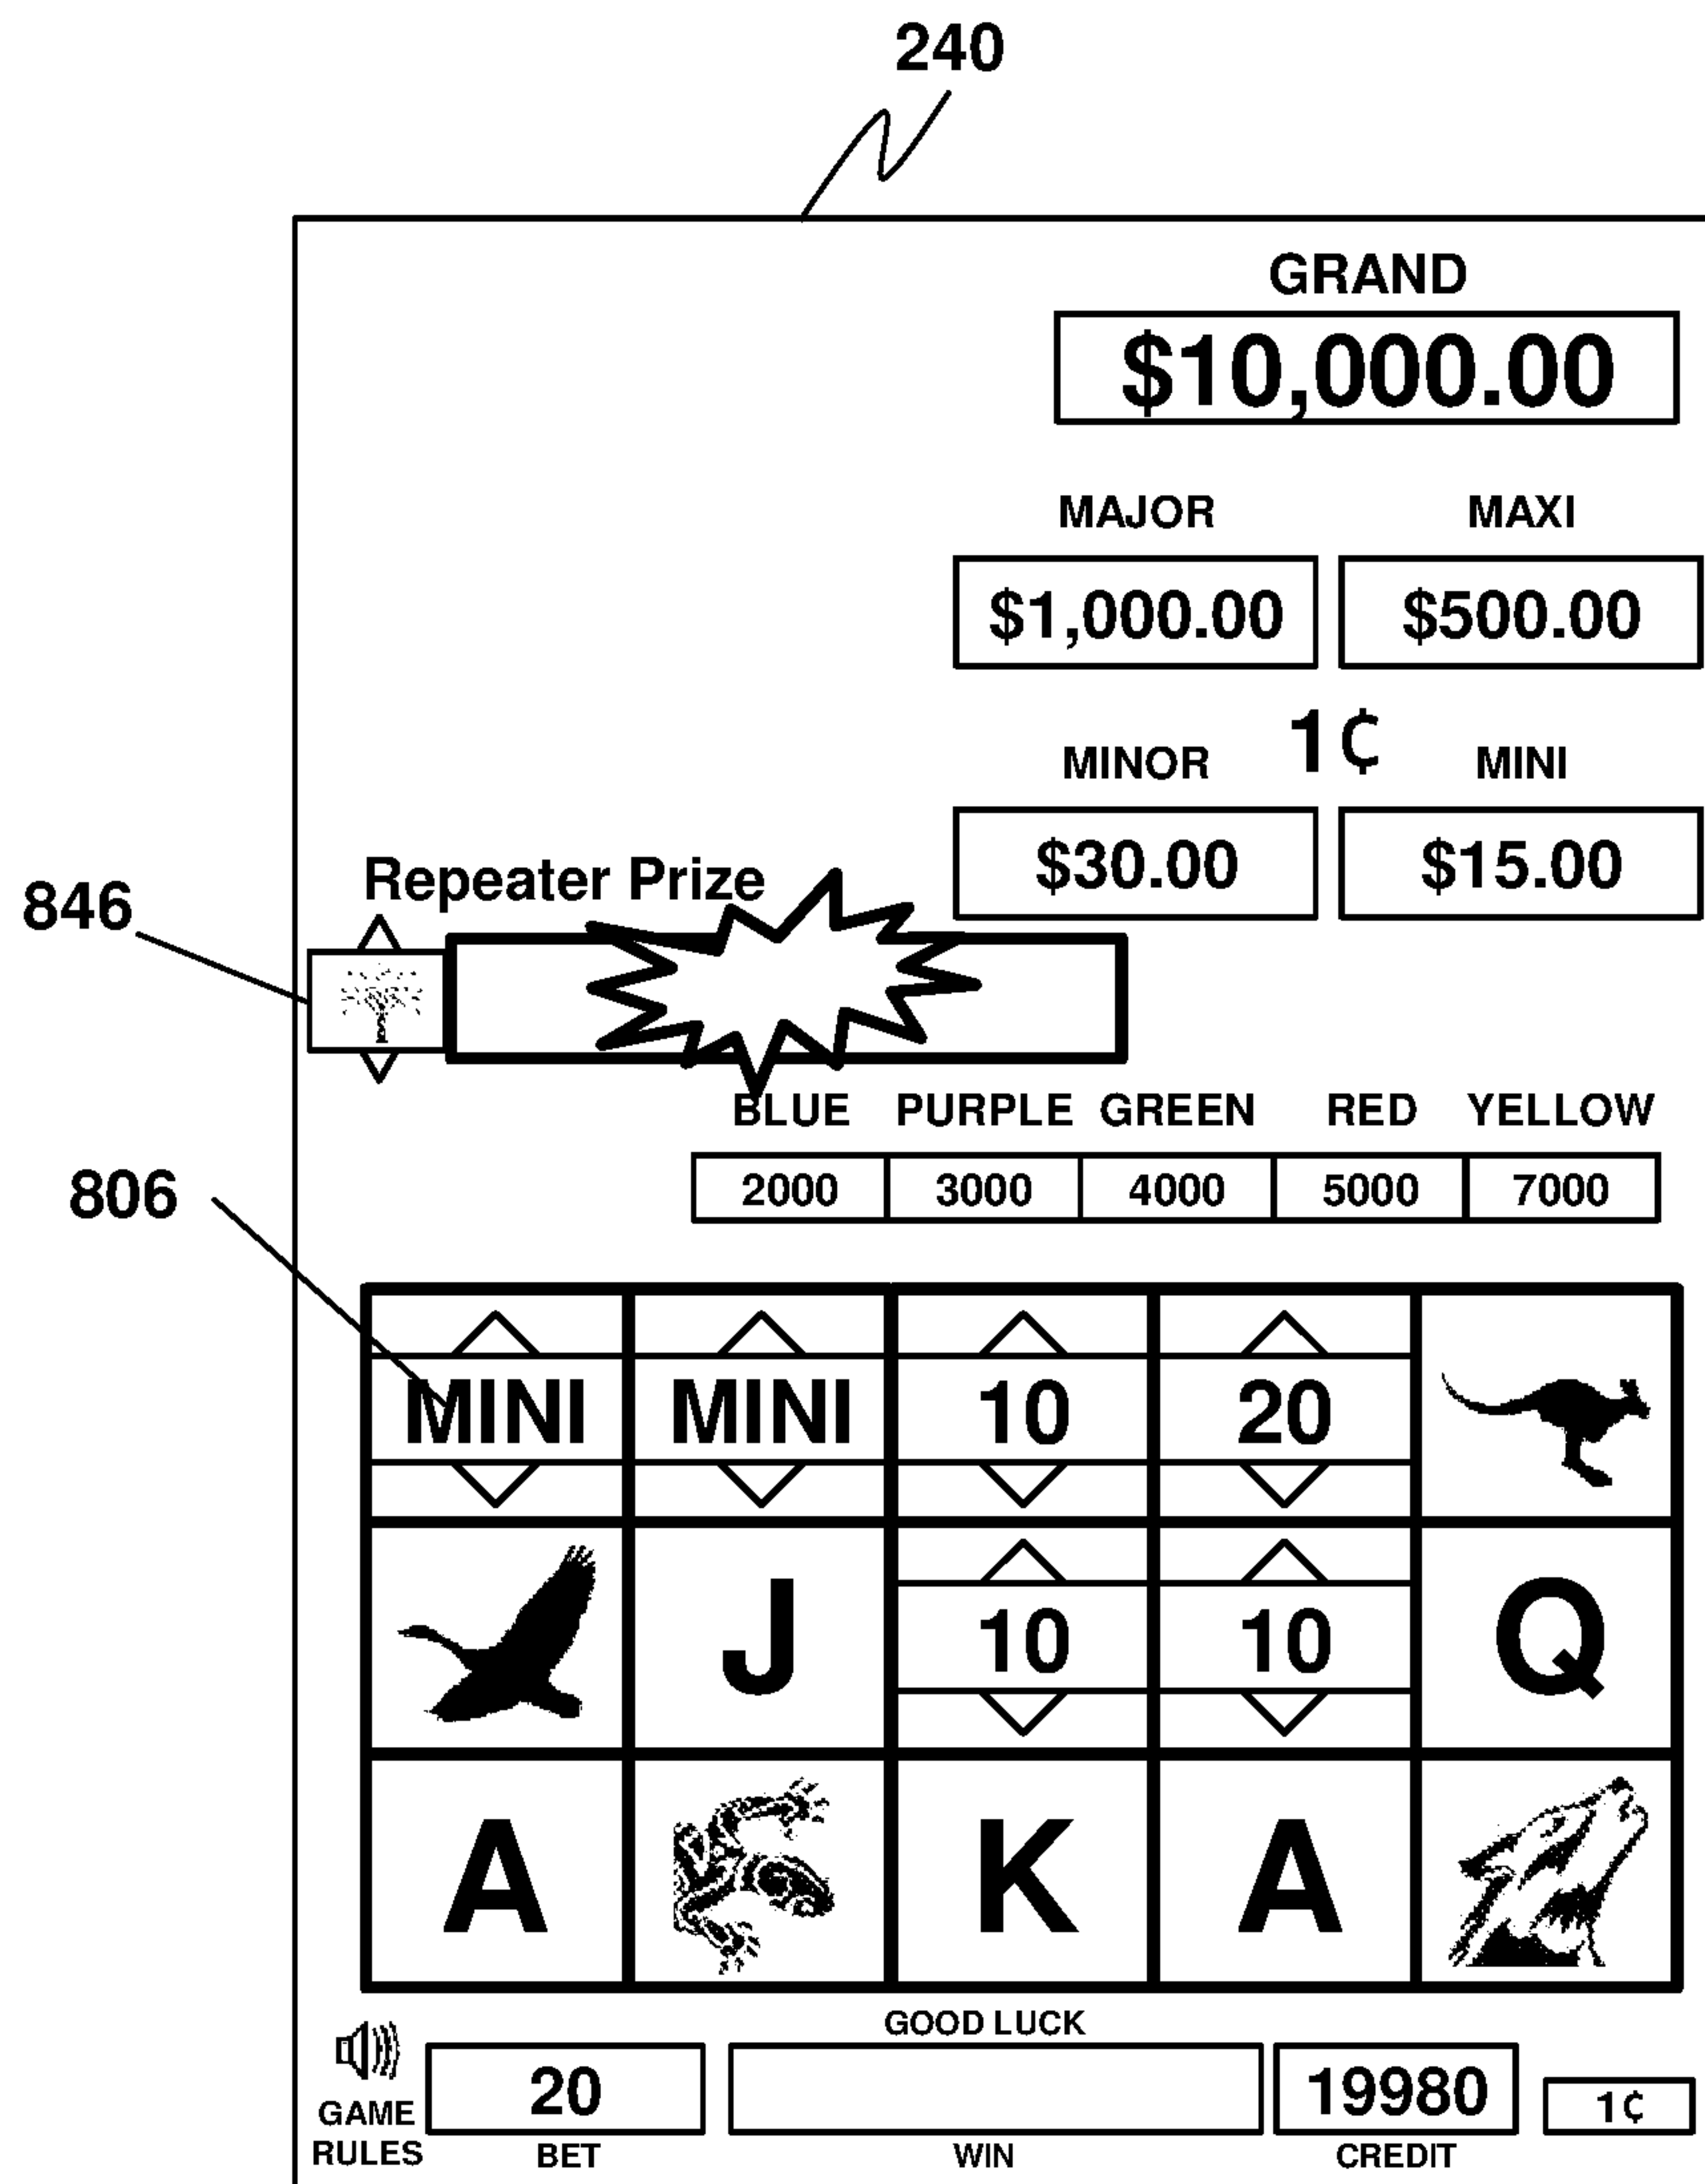 240
GRAND
$10,000.00
MAJOR MAXI
$1,000.00 $500.00
1¢
MINOR MINI
$30.00 $15.00
Repeater Prize
846
BLUE PURPLE GREEN RED YELLOW
806
2000 3000 4000 5000 7000
MINI MINI 10 20
J 10 10 Q
A K A
GOOD LUCK
20 19980 1¢
GAME
RULES BET WIN CREDIT